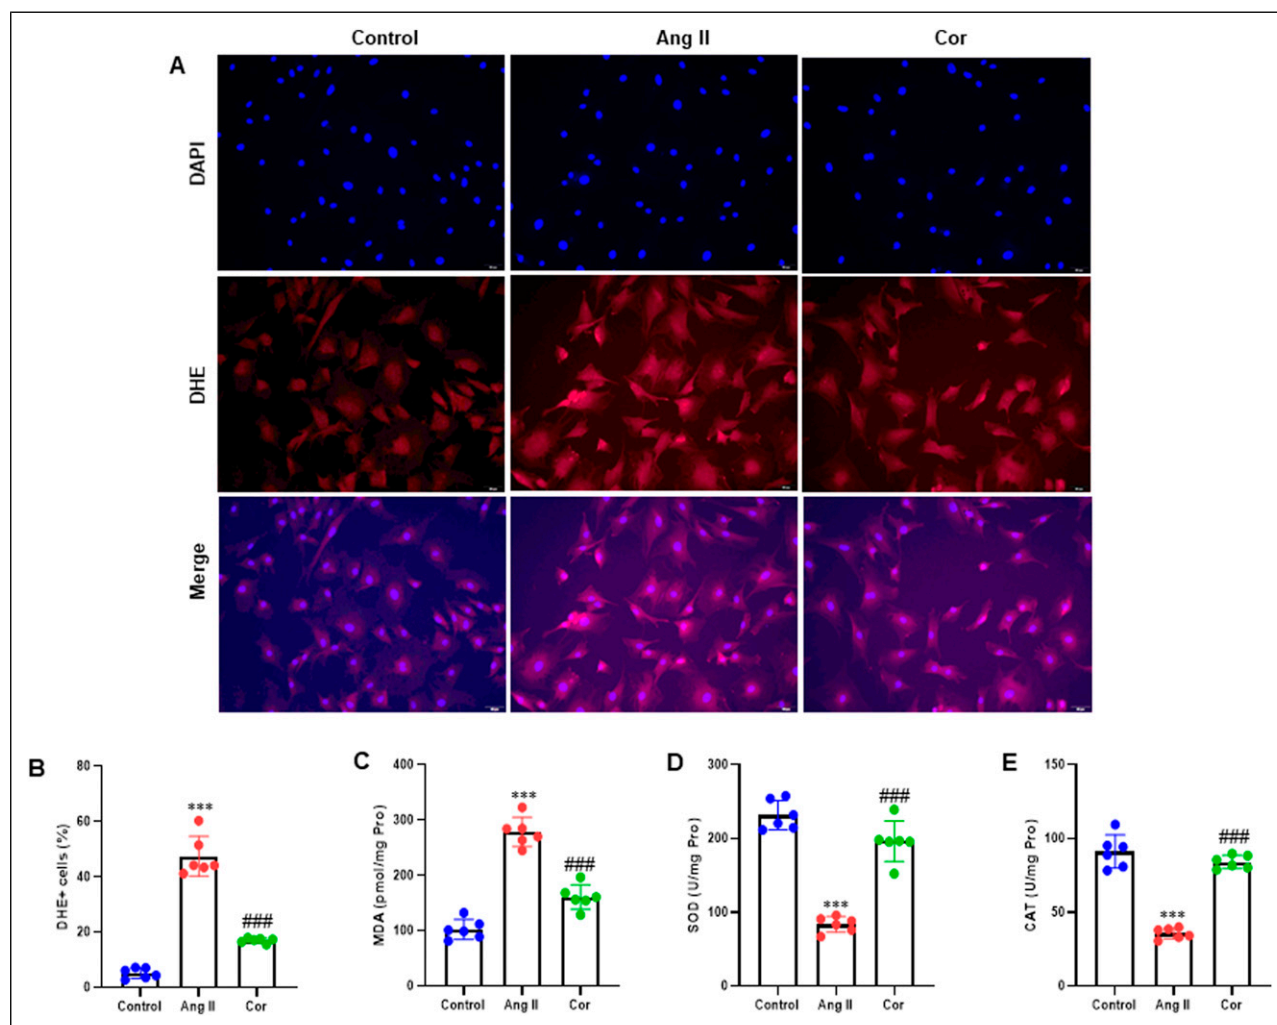 Control Ang II Cor
A
DAPI
DHE
Merge
B
DHE+ cells (%)
80
60
40
20
0
***
###
Control Ang II Cor
C
MDA (pmol/mg Pro)
400
300
200
100
0
***
###
Control Ang II Cor
D
SOD (U/mg Pro)
300
200
100
0
***
###
Control Ang II Cor
E
CAT (U/mg Pro)
150
100
50
0
***
###
Control Ang II Cor